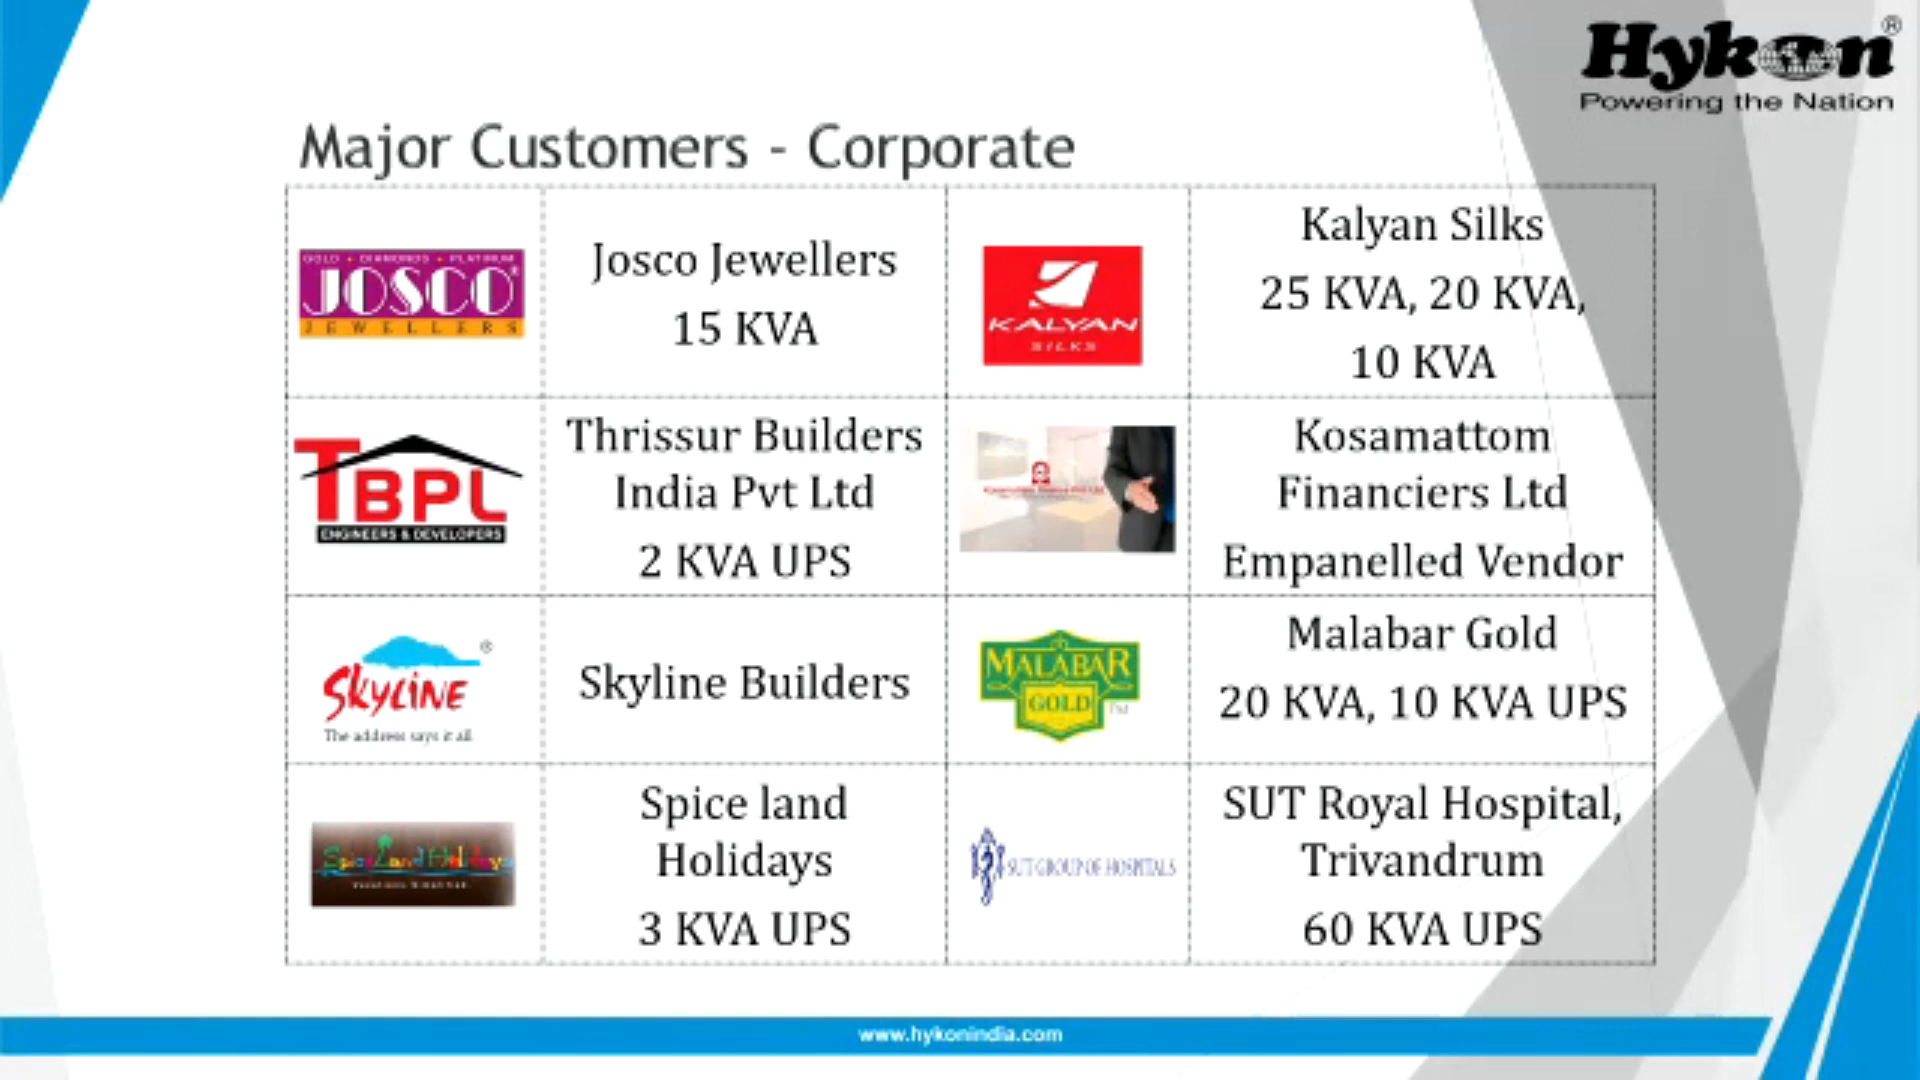 Hykon®
Powering the Nation
Major Customers - Corporate
GOLD • DIAMONDS • PLATINUM
JOSCO®
JEWELLERS
Josco Jewellers
15 KVA
KALYAN
SILKS
Kalyan Silks
25 KVA, 20 KVA,
10 KVA
TBPL
ENGINEERS & DEVELOPERS
Thrissur Builders
India Pvt Ltd
2 KVA UPS
Kosamattom
Financiers Ltd
Empanelled Vendor
SKYLINE ®
The address says it all
Skyline Builders
MALABAR
GOLD TM
Malabar Gold
20 KVA, 10 KVA UPS
Spice Land Holidays
Spice land
Holidays
3 KVA UPS
SUT GROUP OF HOSPITALS
SUT Royal Hospital,
Trivandrum
60 KVA UPS
www.hykonindia.com